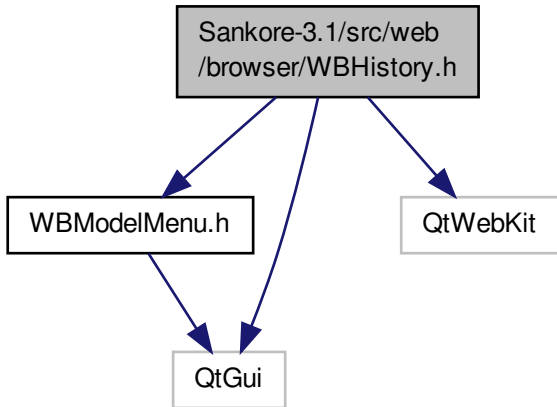 Sankore-3.1/src/web
/browser/WBHistory.h
WBModelMenu.h
QtWebKit
QtGui